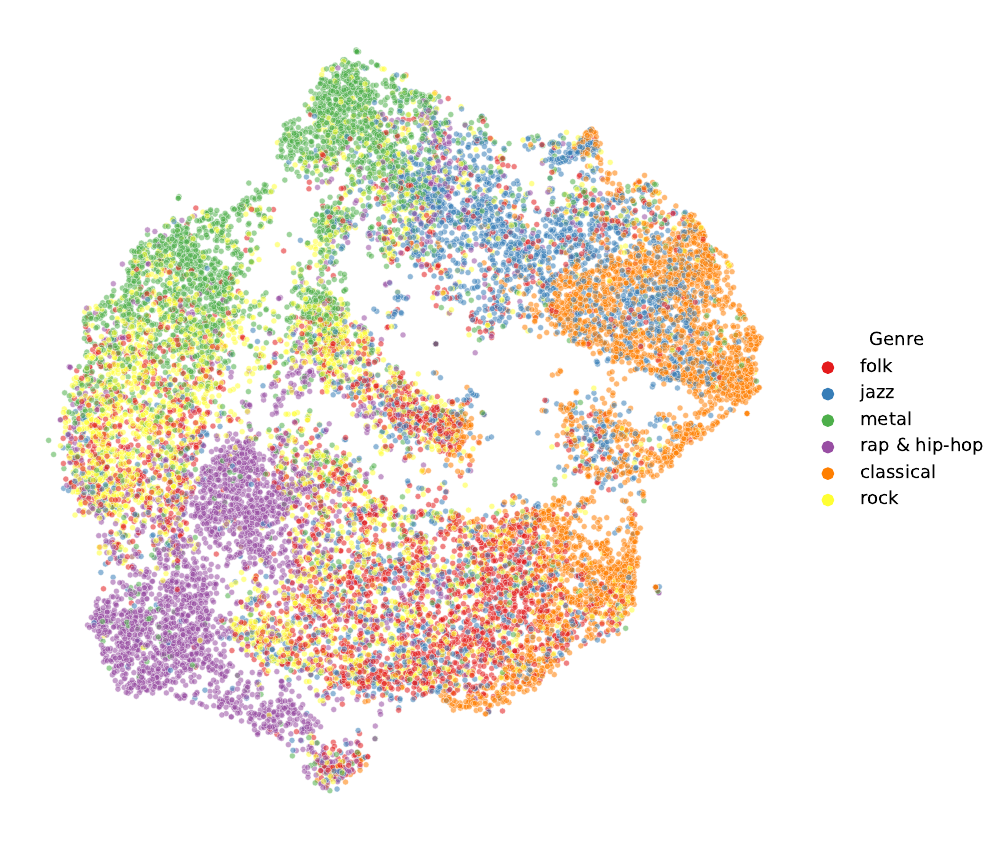 Genre
folk
jazz
metal
rap & hip-hop
classical
rock